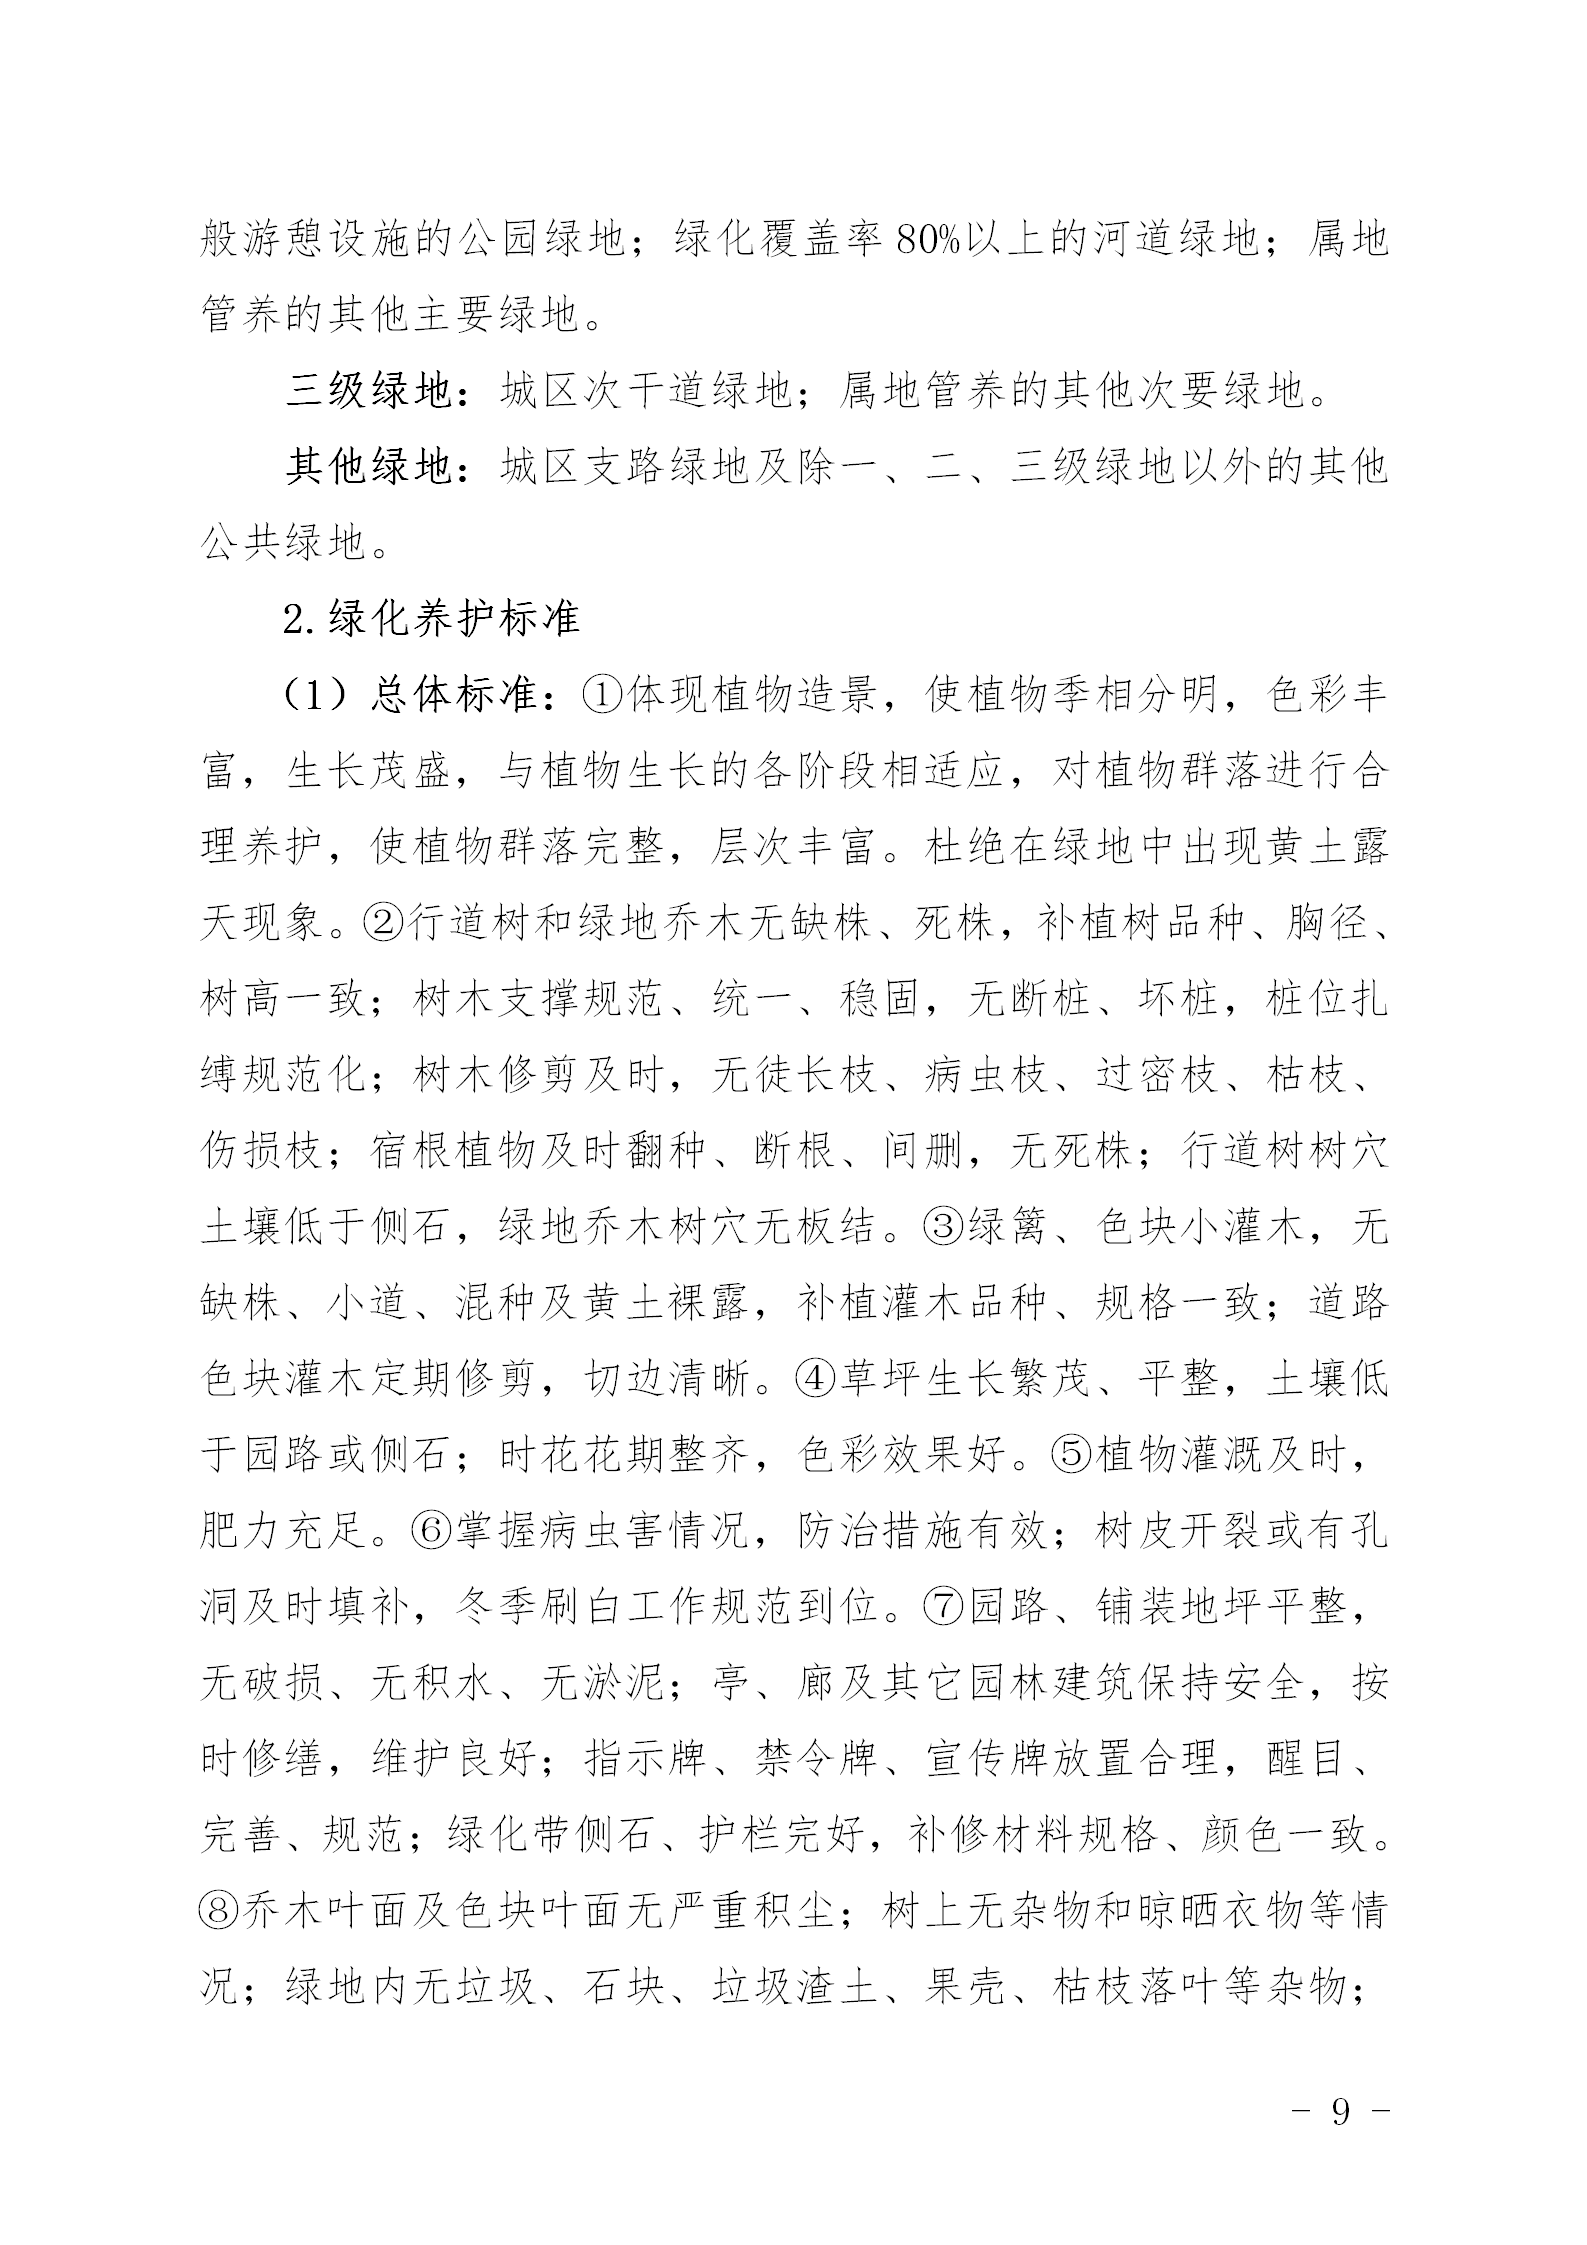 般游憩设施的公园绿地；绿化覆盖率80%以上的河道绿地；属地
管养的其他主要绿地。
三级绿地：城区次干道绿地；属地管养的其他次要绿地。
其他绿地：城区支路绿地及除一、二、三级绿地以外的其他
公共绿地。
2.绿化养护标准
（1）总体标准：①体现植物造景，使植物季相分明，色彩丰
富，生长茂盛，与植物生长的各阶段相适应，对植物群落进行合
理养护，使植物群落完整，层次丰富。杜绝在绿地中出现黄土露
天现象。②行道树和绿地乔木无缺株、死株，补植树品种、胸径、
树高一致；树木支撑规范、统一、稳固，无断桩、坏桩，桩位扎
缚规范化；树木修剪及时，无徒长枝、病虫枝、过密枝、枯枝、
伤损枝；宿根植物及时翻种、断根、间删，无死株；行道树树穴
土壤低于侧石，绿地乔木树穴无板结。③绿篱、色块小灌木，无
缺株、小道、混种及黄土裸露，补植灌木品种、规格一致；道路
色块灌木定期修剪，切边清晰。④草坪生长繁茂、平整，土壤低
于园路或侧石；时花花期整齐，色彩效果好。⑤植物灌溉及时，
肥力充足。⑥掌握病虫害情况，防治措施有效；树皮开裂或有孔
洞及时填补，冬季刷白工作规范到位。⑦园路、铺装地坪平整，
无破损、无积水、无淤泥；亭、廊及其它园林建筑保持安全，按
时修缮，维护良好；指示牌、禁令牌、宣传牌放置合理，醒目、
完善、规范；绿化带侧石、护栏完好，补修材料规格、颜色一致。
⑧乔木叶面及色块叶面无严重积尘；树上无杂物和晾晒衣物等情
况；绿地内无垃圾、石块、垃圾渣土、果壳、枯枝落叶等杂物；
- 9 -